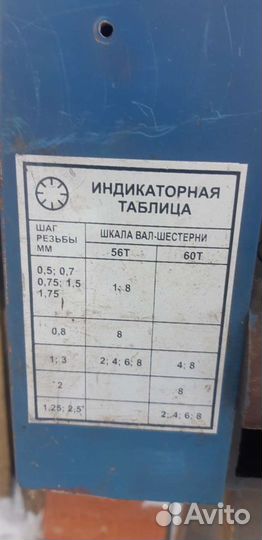 ИНДИКАТОРНАЯ
ТАБЛИЦА
ШАГ
РЕЗЬБЫ
ММ
ШКАЛА ВАЛ-ШЕСТЕРНИ
56Т 60Т
0,5; 0,7
0,75; 1.5
1,75
1; 8
0,8 8
1; 3 2; 4; 6; 8 4; 8
2 8
1,25; 2,5 2; 4; 6; 8
Avito